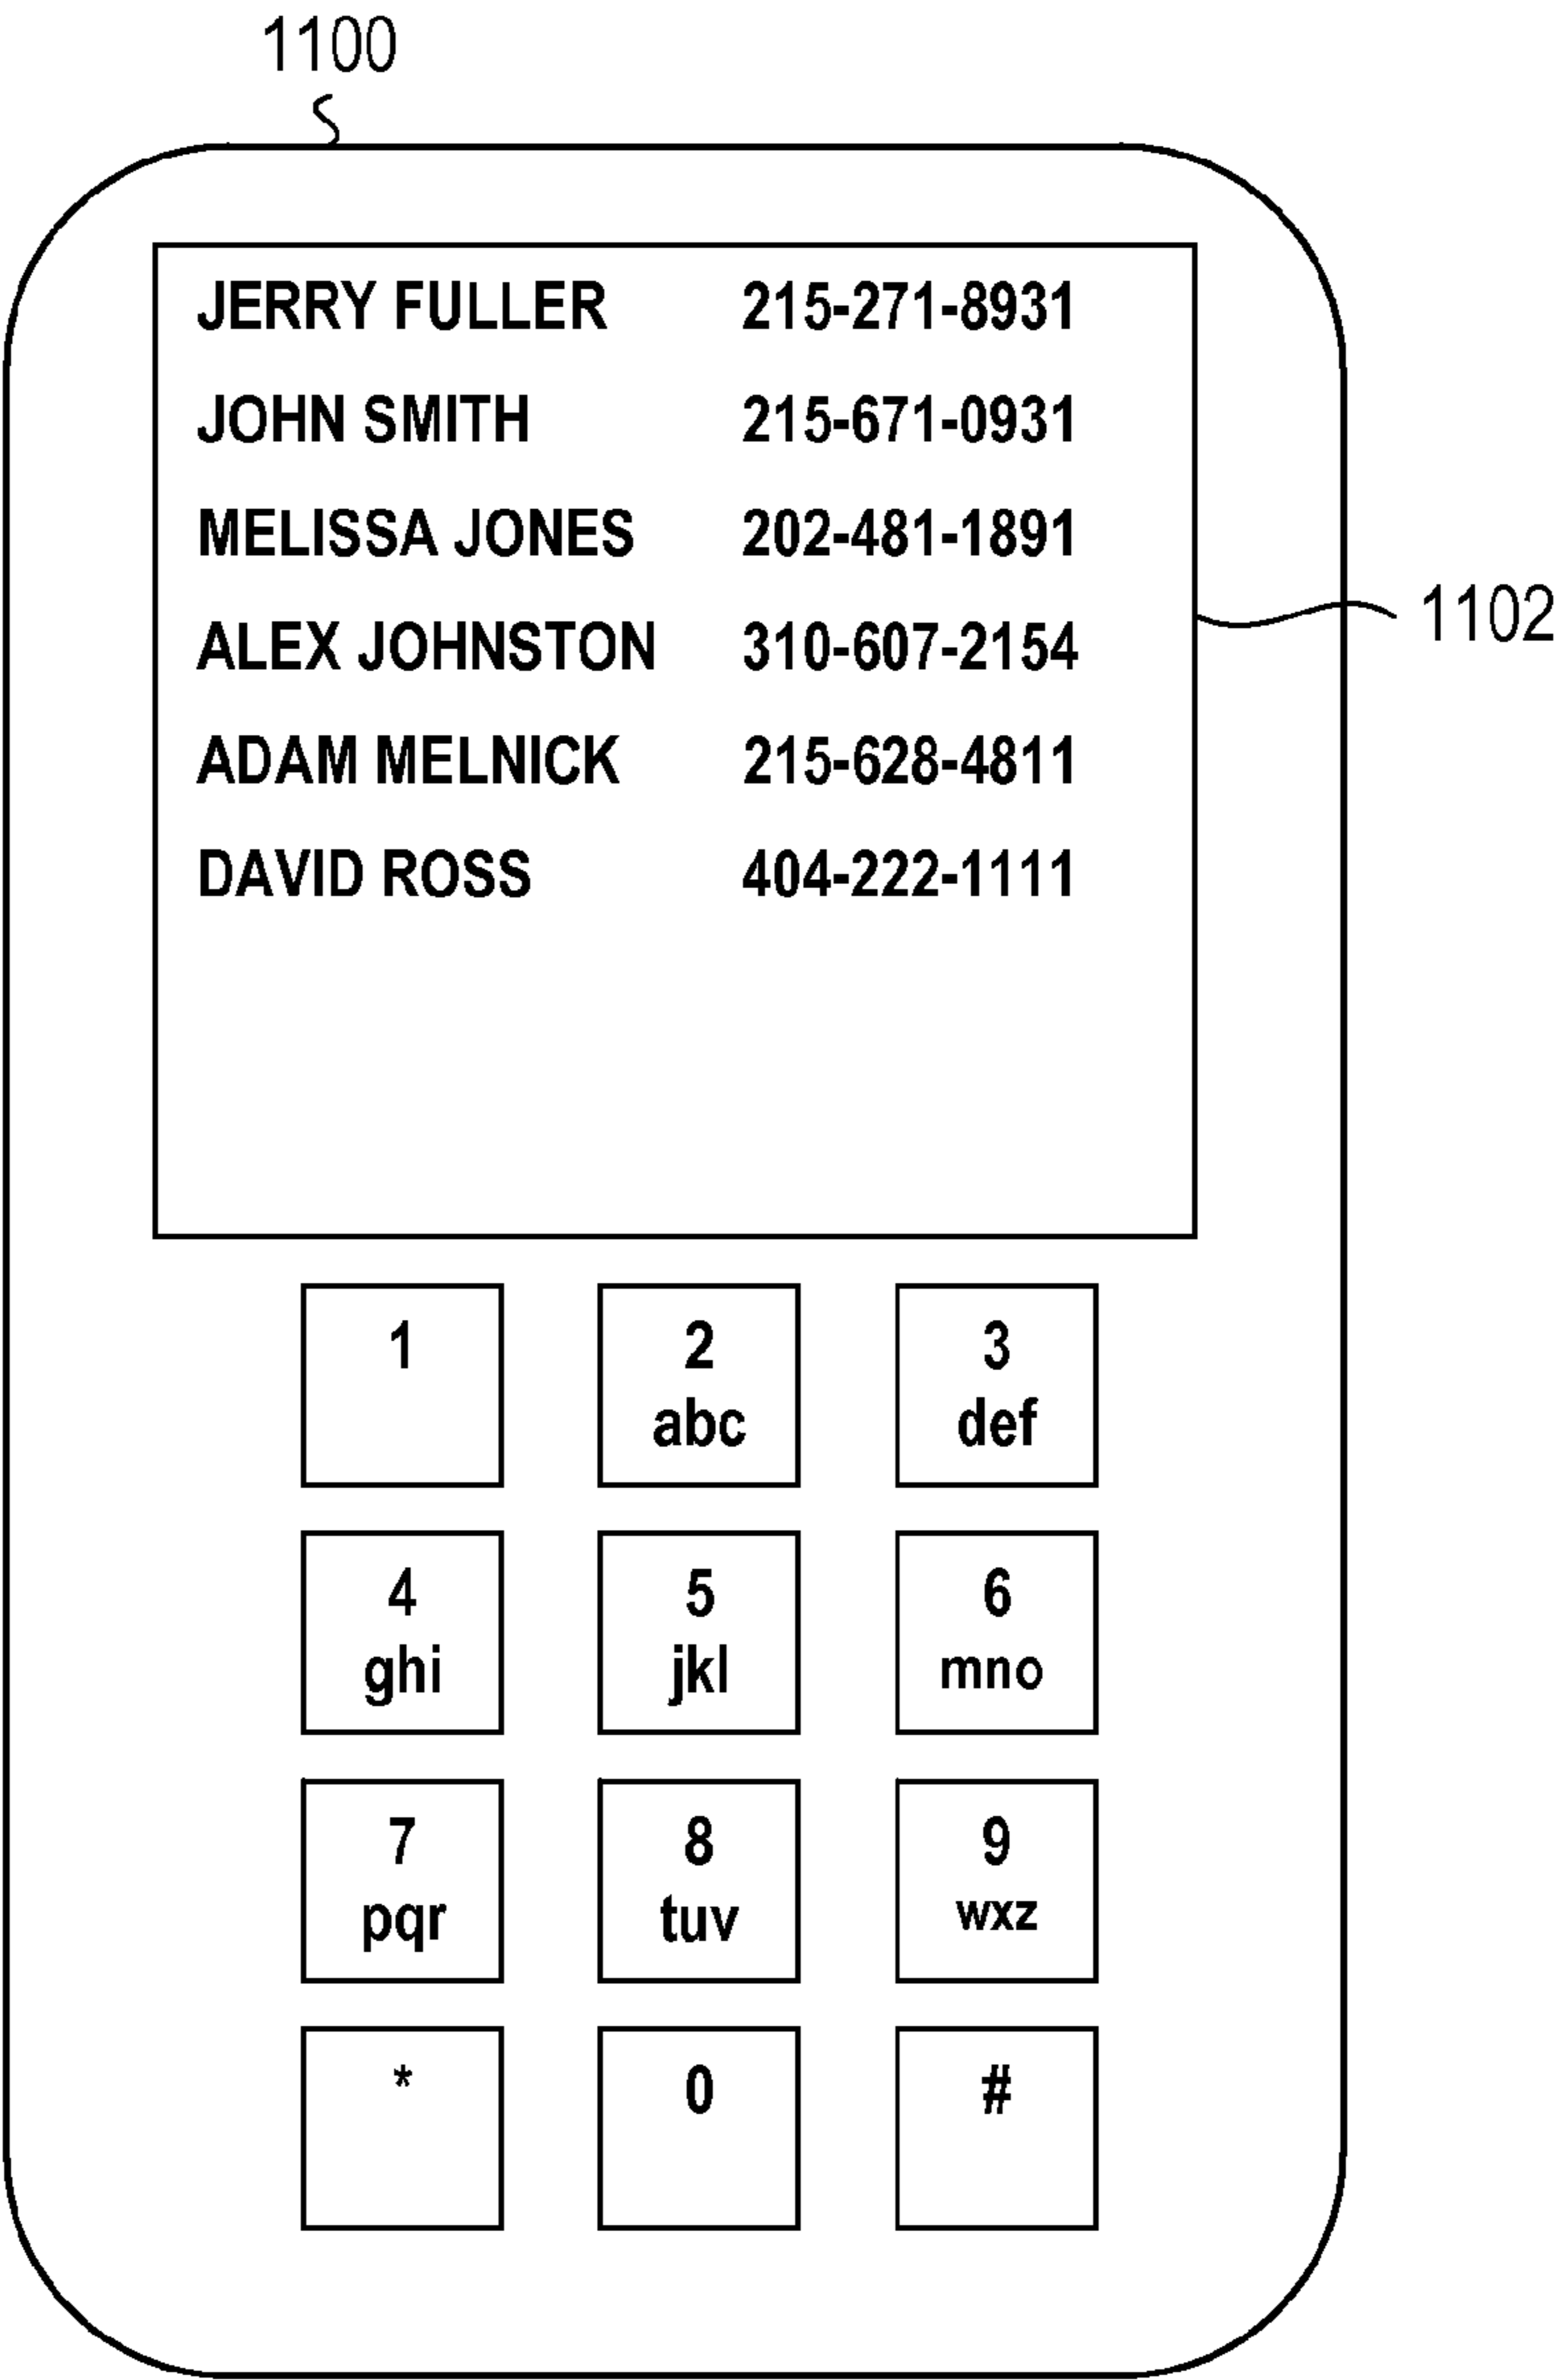 1100
JERRY FULLER 215-271-8931
JOHN SMITH 215-671-0931
MELISSA JONES 202-481-1891
1102
ALEX JOHNSTON 310-607-2154
ADAM MELNICK 215-628-4811
DAVID ROSS 404-222-1111
1 2 3
abc def
4 5 6
ghi jkl mno
7 8 9
pqr tuv wxz
* 0 #